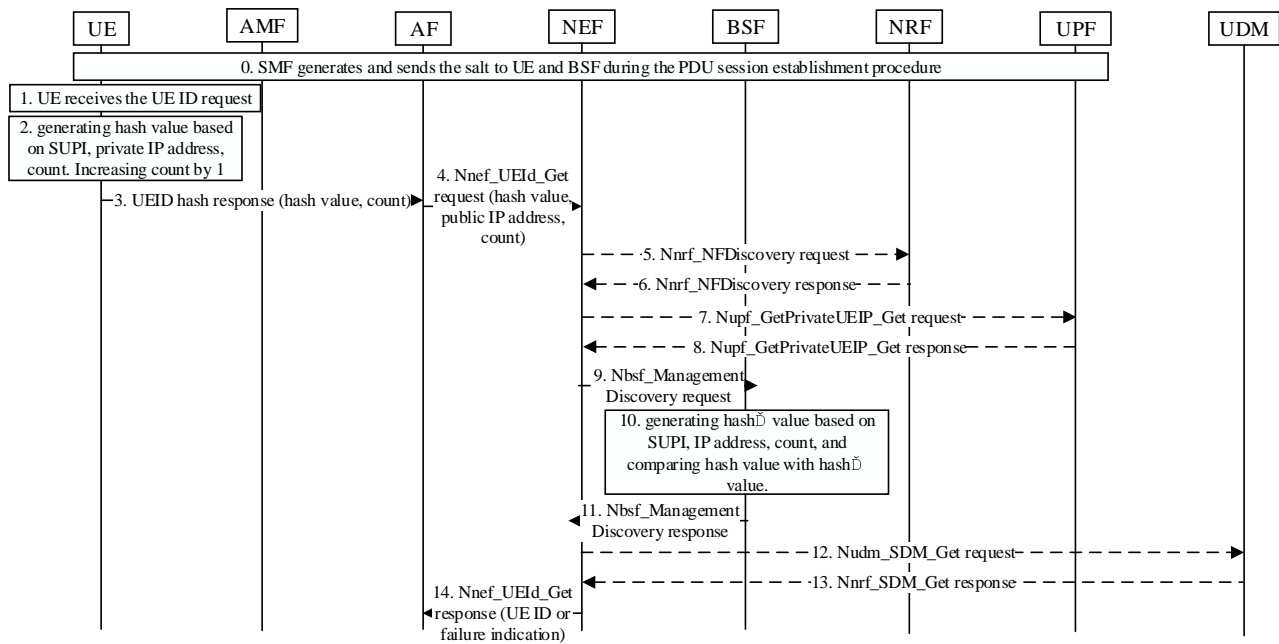 UE
AMF
AF
NEF
BSF
NRF
UPF
UDM
0. SMF generates and sends the salt to UE and BSF during the PDU session establishment procedure
1. UE receives the UE ID request
2. generating hash value based
on SUPI, private IP address,
count. Increasing count by 1
3. UEID hash response (hash value, count)
4. Nnef_UEId_Get
request (hash value,
public IP address,
count)
5. Nnrf_NFDiscovery request
6. Nnrf_NFDiscovery response
7. Nupf_GetPrivateUEIP_Get request
8. Nupf_GetPrivateUEIP_Get response
9. Nbsf_Management
Discovery request
10. generating hashĎ value based on
SUPI, IP address, count, and
comparing hash value with hashĎ
value.
11. Nbsf_Management
Discovery response
12. Nudm_SDM_Get request
13. Nnrf_SDM_Get response
14. Nnef_UEId_Get
response (UE ID or
failure indication)